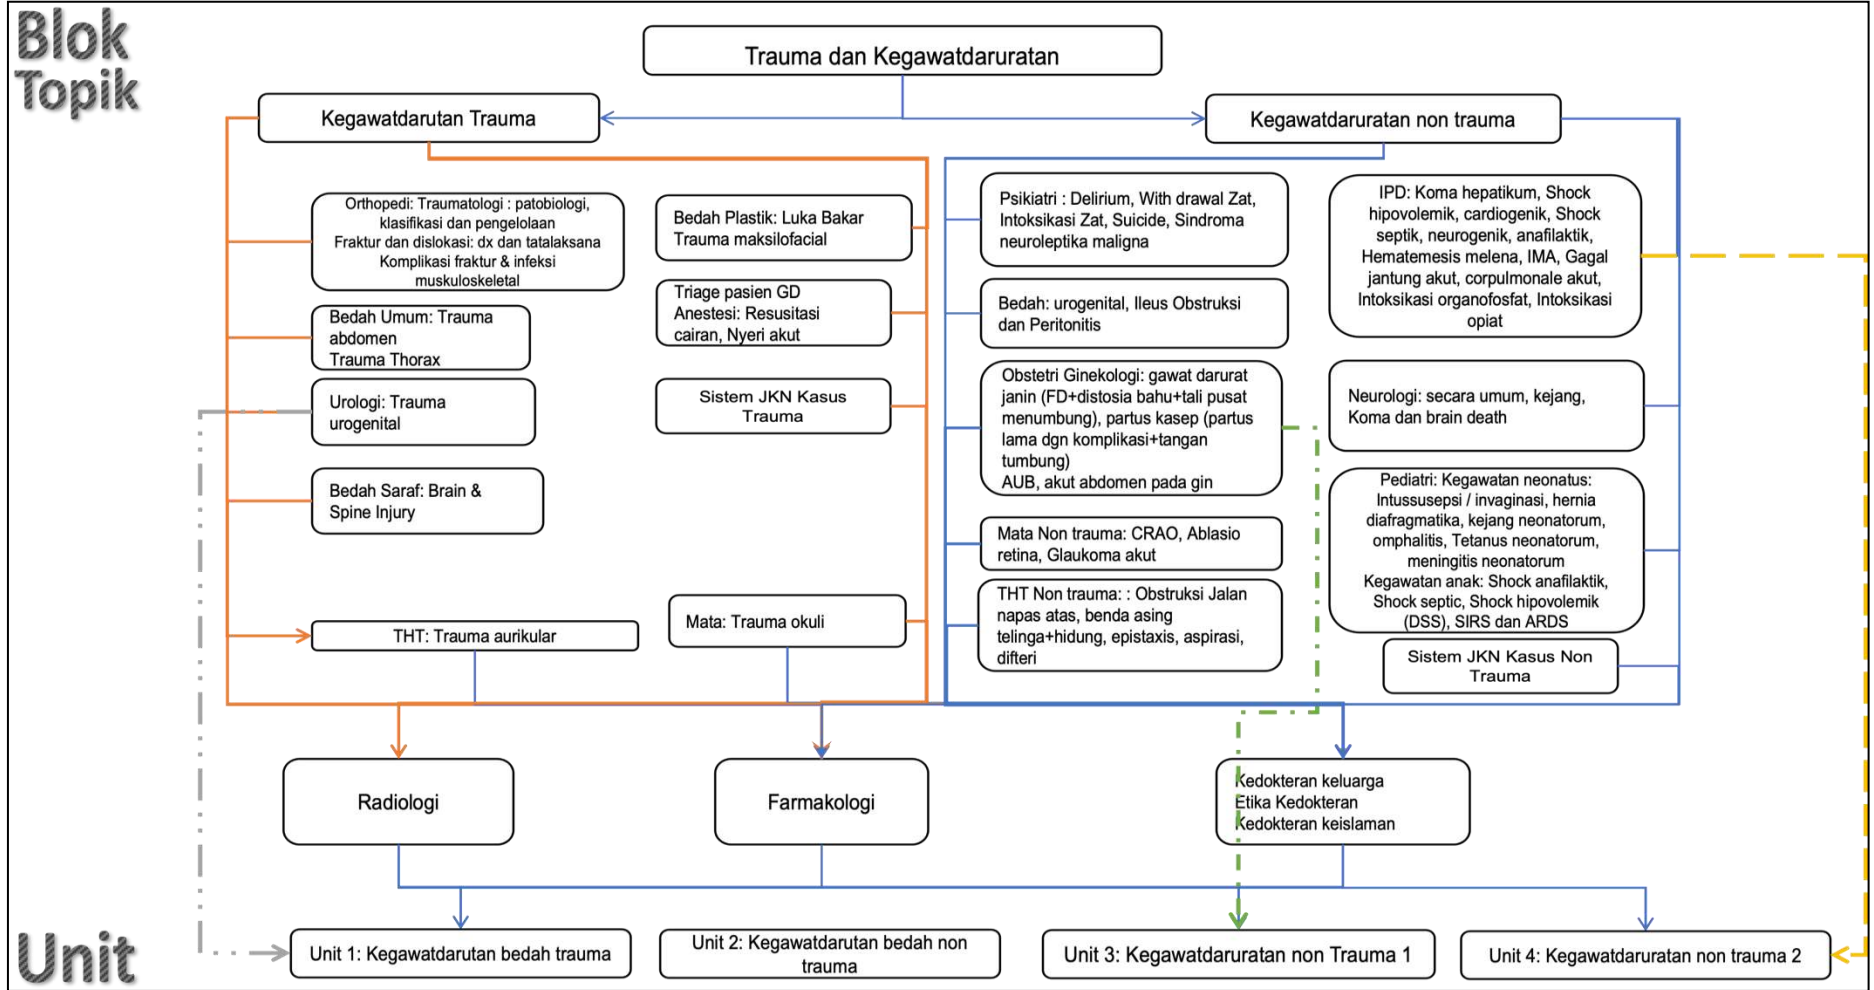 Blok
Topik
Trauma dan Kegawatdaruratan
Kegawatdarutan Trauma
Kegawatdaruratan non trauma
Orthopedi: Traumatologi : patobiologi,
klasifikasi dan pengelolaan
Fraktur dan dislokasi: dx dan tatalaksana
Komplikasi fraktur & infeksi
muskuloskeletal
Bedah Umum: Trauma
abdomen
Trauma Thorax
Urologi: Trauma
urogenital
Bedah Saraf: Brain &
Spine Injury
THT: Trauma aurikular
Bedah Plastik: Luka Bakar
Trauma maksilofacial
Triage pasien GD
Anestesi: Resusitasi
cairan, Nyeri akut
Sistem JKN Kasus
Trauma
Mata: Trauma okuli
Psikiatri : Delirium, With drawal Zat,
Intoksikasi Zat, Suicide, Sindroma
neuroleptika maligna
Bedah: urogenital, Ileus Obstruksi
dan Peritonitis
Obstetri Ginekologi: gawat darurat
janin (FD+distosia bahu+tali pusat
menumbung), partus kasep (partus
lama dgn komplikasi+tangan
tumbung)
AUB, akut abdomen pada gin
Mata Non trauma: CRAO, Ablasio
retina, Glaukoma akut
THT Non trauma: : Obstruksi Jalan
napas atas, benda asing
telinga+hidung, epistaxis, aspirasi,
difteri
IPD: Koma hepatikum, Shock
hipovolemik, cardiogenik, Shock
septik, neurogenik, anafilaktik,
Hematemesis melena, IMA, Gagal
jantung akut, corpulmonale akut,
Intoksikasi organofosfat, Intoksikasi
opiat
Neurologi: secara umum, kejang,
Koma dan brain death
Pediatri: Kegawatan neonatus:
Intussusepsi / invaginasi, hernia
diafragmatika, kejang neonatorum,
omphalitis, Tetanus neonatorum,
meningitis neonatorum
Kegawatan anak: Shock anafilaktik,
Shock septic, Shock hipovolemik
(DSS), SIRS dan ARDS
Sistem JKN Kasus Non
Trauma
Radiologi
Farmakologi
Kedokteran keluarga
Etika Kedokteran
Kedokteran keislaman
Unit
Unit 1: Kegawatdarutan bedah trauma
Unit 2: Kegawatdarutan bedah non
trauma
Unit 3: Kegawatdaruratan non Trauma 1
Unit 4: Kegawatdaruratan non trauma 2